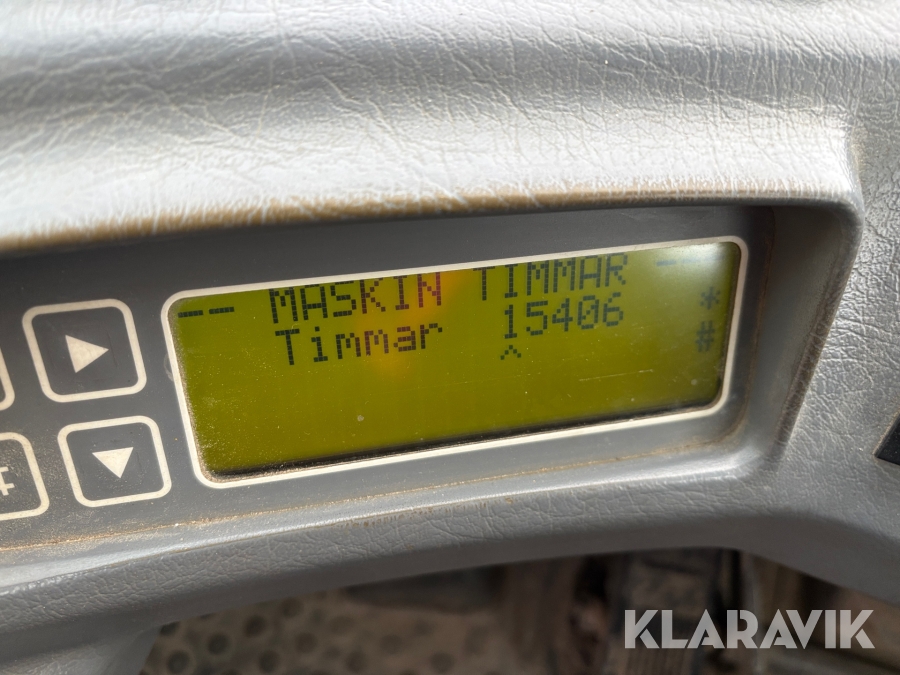 -- MASKIN TIMMAR -
Timmar 15406 *
^ #
KLARAVIK